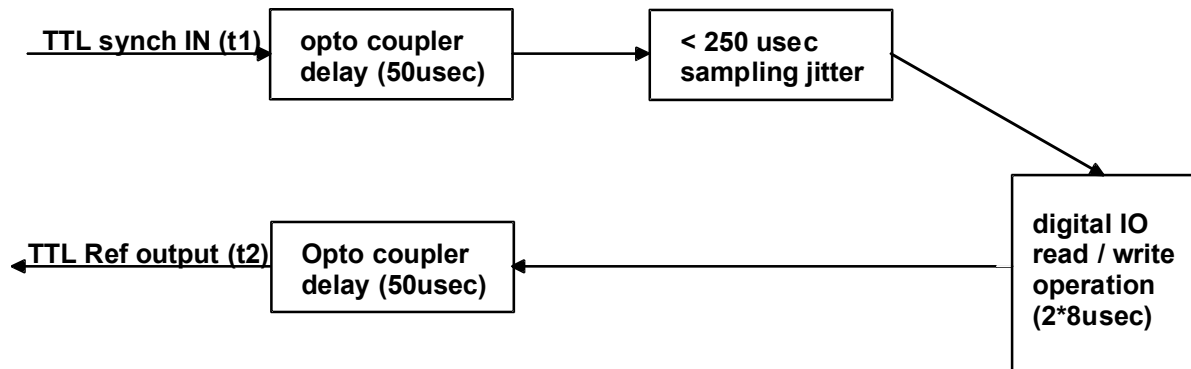 TTL synch IN (t1)
opto coupler
delay (50usec)
< 250 usec
sampling jitter
digital IO
read / write
operation
(2*8usec)
TTL Ref output (t2)
Opto coupler
delay (50usec)